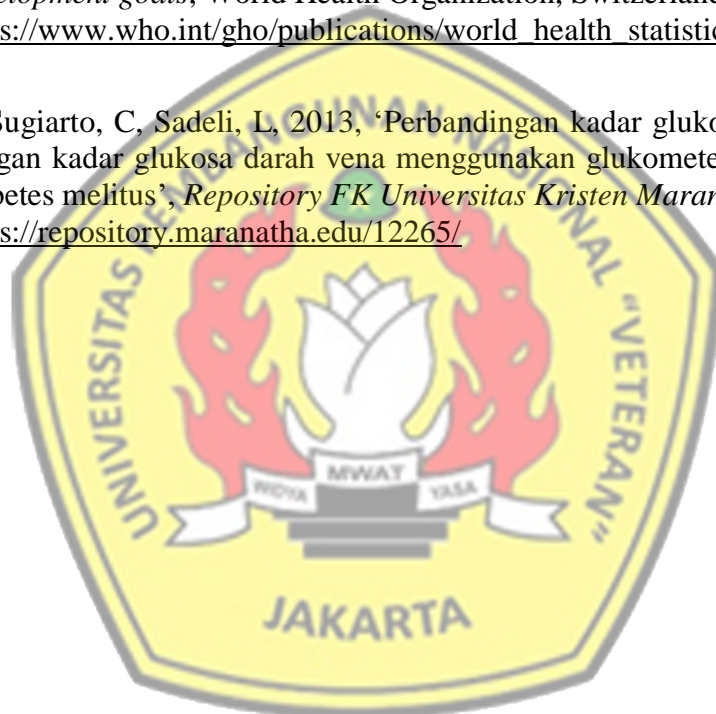 elopment goals, World Health Organization, Switzerland
s://www.who.int/gho/publications/world_health_statistic
Sugiarto, C, Sadeli, L, 2013, ‘Perbandingan kadar gluko
gan kadar glukosa darah vena menggunakan glukomete
betes melitus’, Repository FK Universitas Kristen Maran
s://repository.maranatha.edu/12265/
UNIVERSITAS PEMBANGUNAN NASIONAL "VETERAN"
WIDYA MWAT YASA
JAKARTA